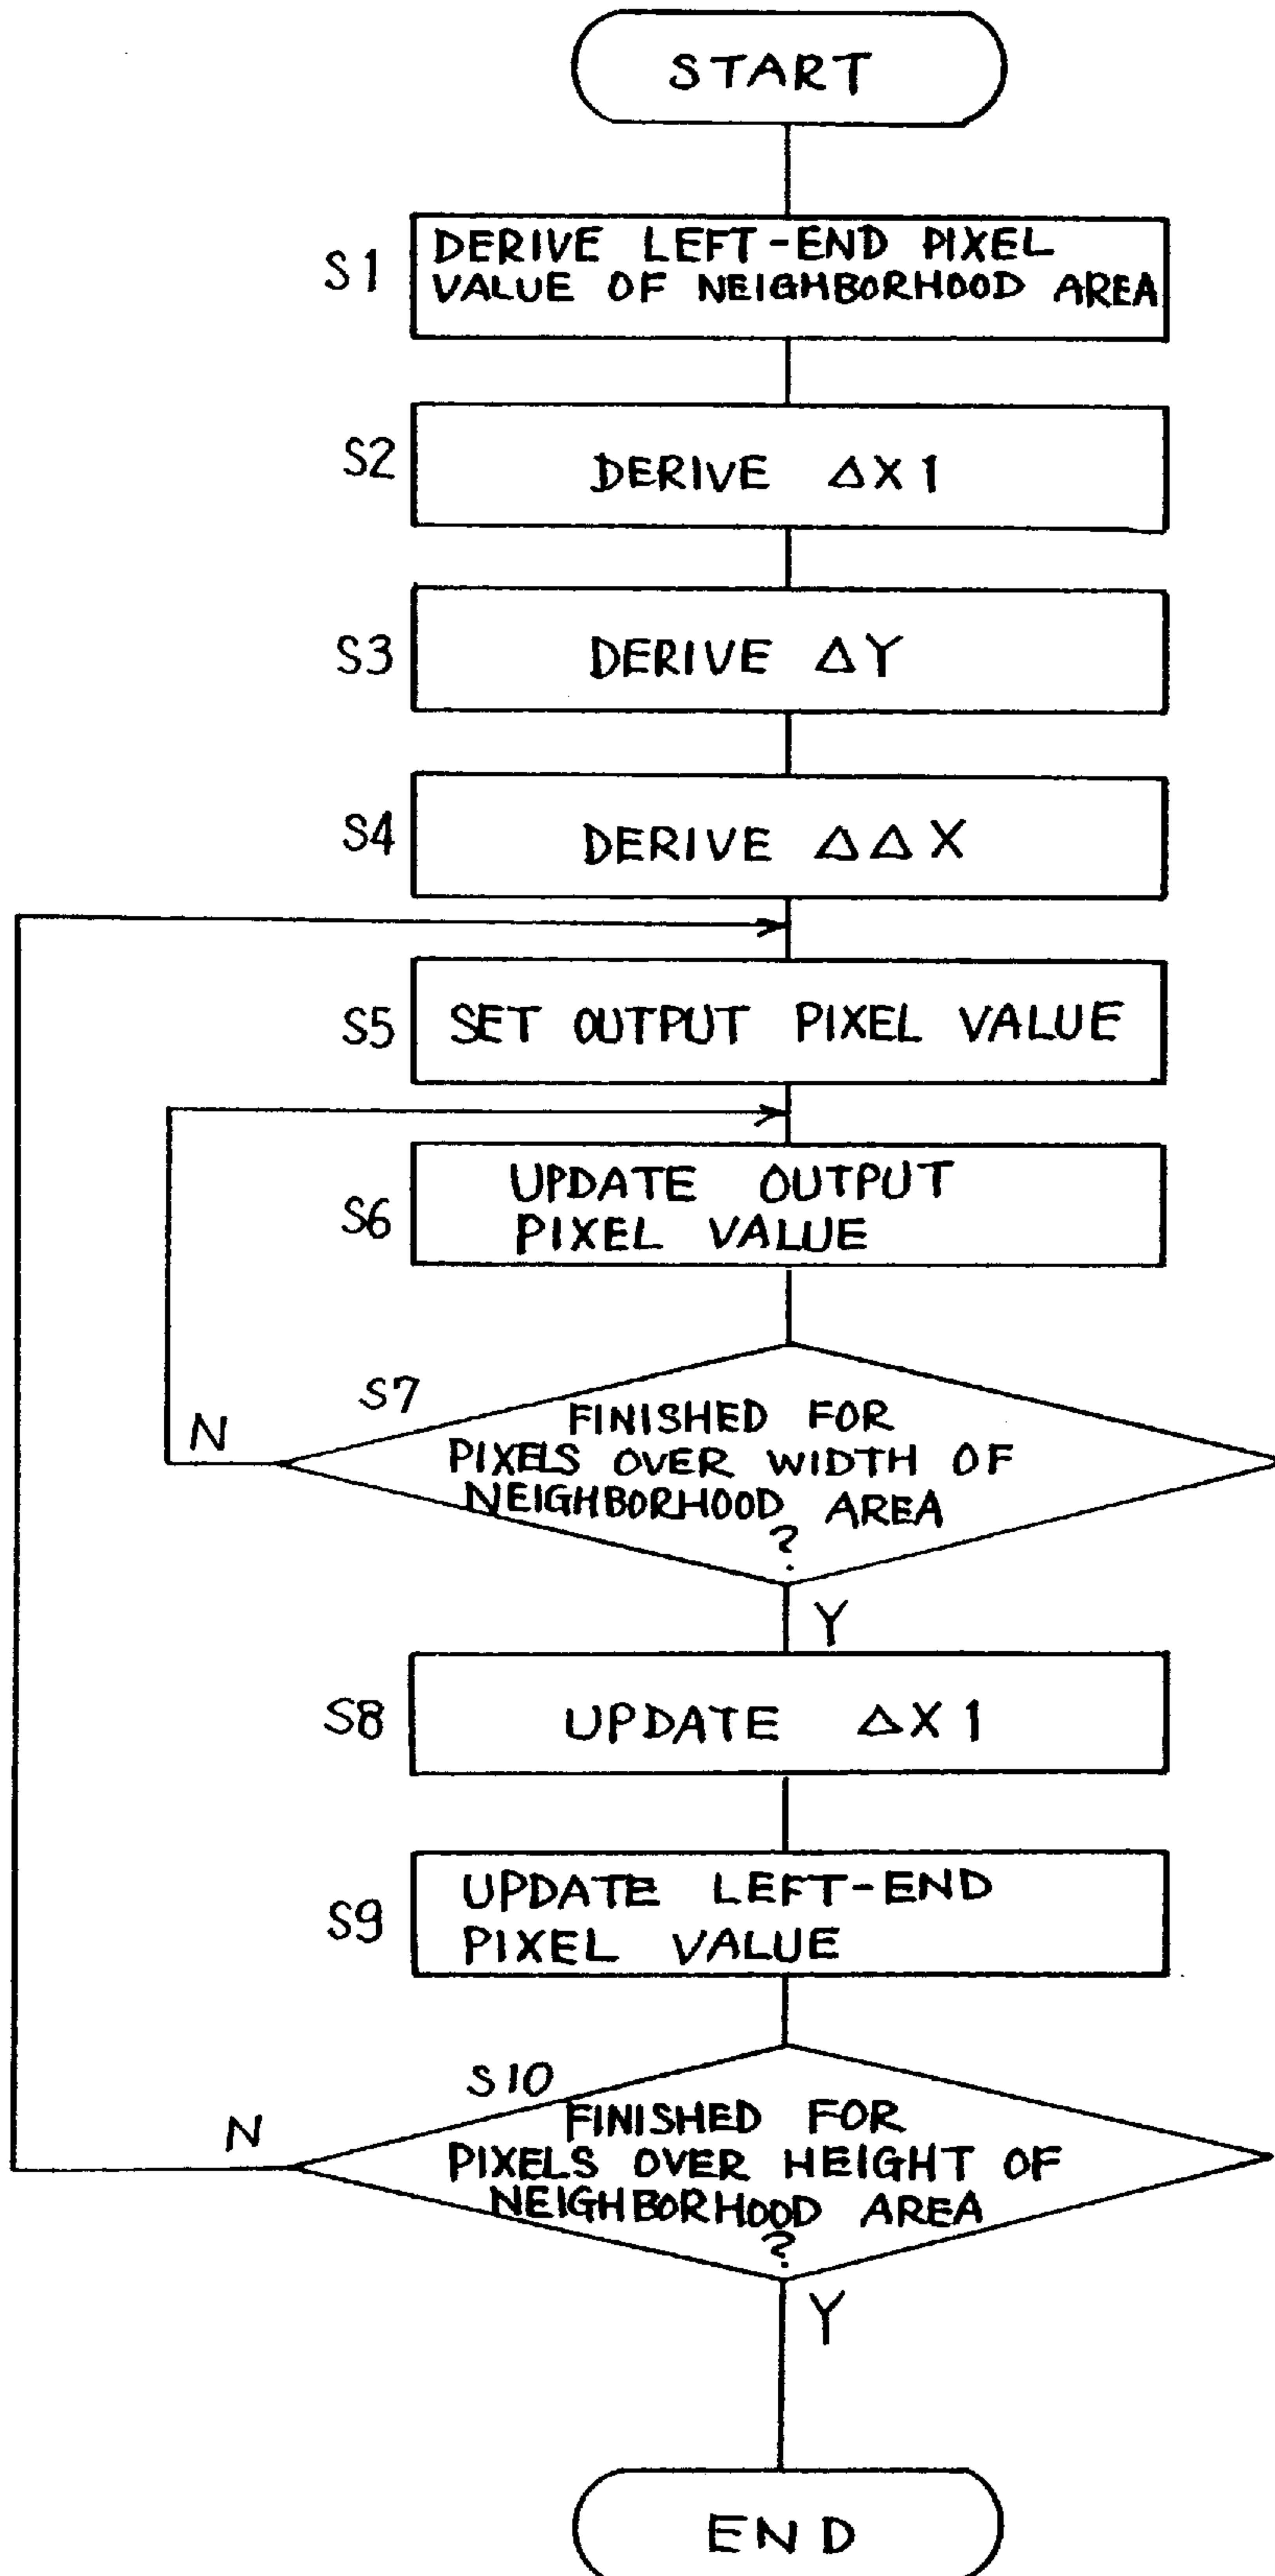 START
S1
DERIVE LEFT-END PIXEL
VALUE OF NEIGHBORHOOD AREA
S2
DERIVE ΔX1
S3
DERIVE ΔY
S4
DERIVE ΔΔX
S5
SET OUTPUT PIXEL VALUE
S6
UPDATE OUTPUT
PIXEL VALUE
S7
N
FINISHED FOR
PIXELS OVER WIDTH OF
NEIGHBORHOOD AREA
?
Y
S8
UPDATE ΔX1
S9
UPDATE LEFT-END
PIXEL VALUE
S10
N
FINISHED FOR
PIXELS OVER HEIGHT OF
NEIGHBORHOOD AREA
?
Y
END